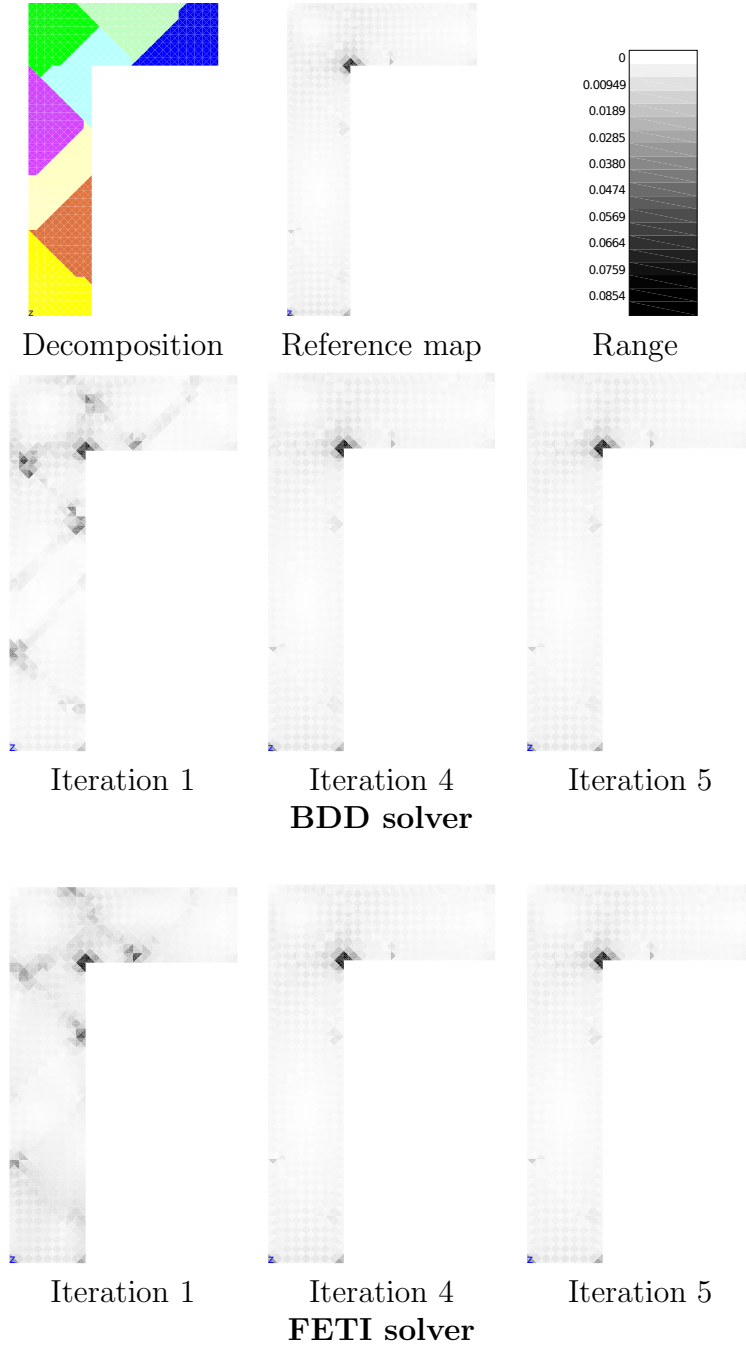 0
0.00949
0.0189
0.0285
0.0380
0.0474
0.0569
0.0664
0.0759
0.0854
z
z
Decomposition
Reference map
Range
z
z
z
Iteration 1
Iteration 4
Iteration 5
BDD solver
z
z
z
Iteration 1
Iteration 4
Iteration 5
FETI solver